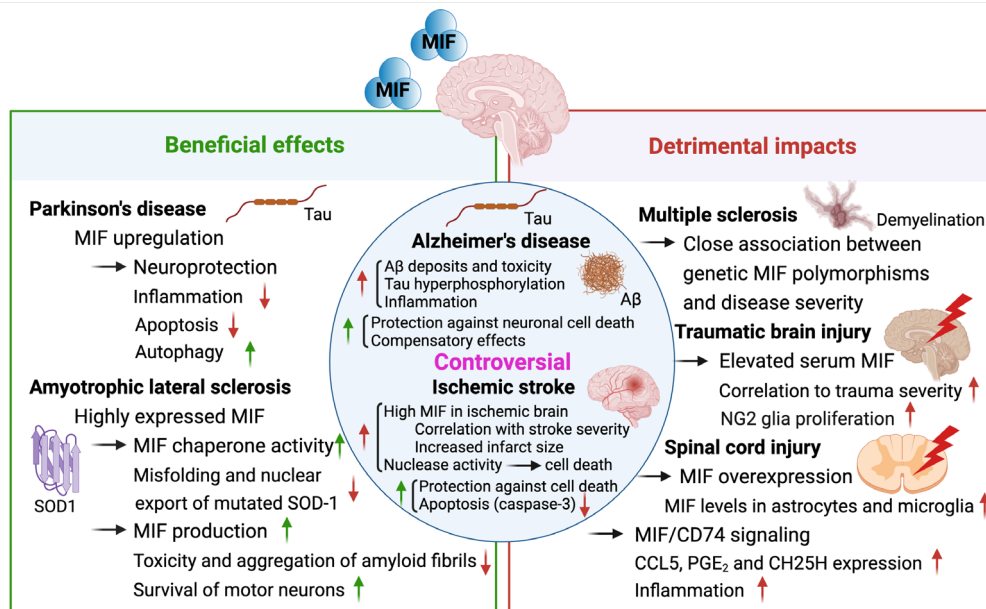 MIF
MIF
Beneficial effects
Detrimental impacts
Parkinson's disease
Tau
MIF upregulation
Neuroprotection
Inflammation
Apoptosis
Autophagy
Amyotrophic lateral sclerosis
Highly expressed MIF
MIF chaperone activity
Misfolding and nuclear
export of mutated SOD-1
SOD1
MIF production
Toxicity and aggregation of amyloid fibrils
Survival of motor neurons
Tau
Alzheimer's disease
Aβ deposits and toxicity
Tau hyperphosphorylation
Inflammation
Aβ
Protection against neuronal cell death
Compensatory effects
Controversial
Ischemic stroke
High MIF in ischemic brain
Correlation with stroke severity
Increased infarct size
Nuclease activity → cell death
Protection against cell death
Apoptosis (caspase-3)
Multiple sclerosis
Demyelination
Close association between
genetic MIF polymorphisms
and disease severity
Traumatic brain injury
Elevated serum MIF
Correlation to trauma severity
NG2 glia proliferation
Spinal cord injury
MIF overexpression
MIF levels in astrocytes and microglia
MIF/CD74 signaling
CCL5, PGE₂ and CH25H expression
Inflammation